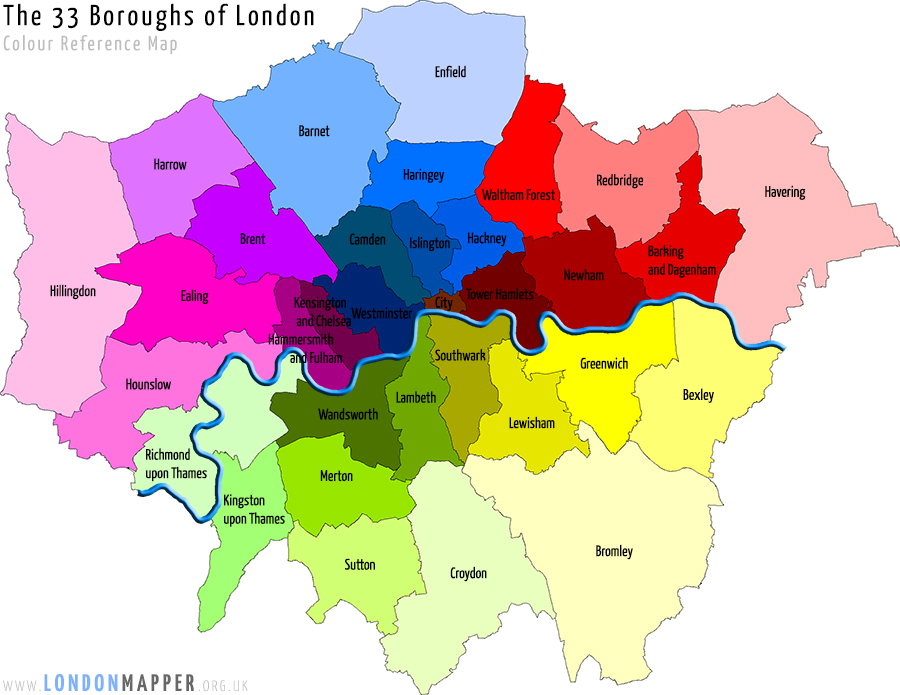 The 33 Boroughs of London
Colour Reference Map
Enfield
Barnet
Harrow
Haringey
Waltham Forest
Redbridge
Havering
Brent
Camden
Islington
Hackney
Barking
and Dagenham
Hillingdon
Ealing
Kensington
and Chelsea
Westminster
City
Tower Hamlets
Newham
Hammersmith
and Fulham
Hounslow
Southwark
Greenwich
Wandsworth
Lambeth
Lewisham
Bexley
Richmond
upon Thames
Kingston
upon Thames
Merton
Sutton
Croydon
Bromley
WWW.LONDONMAPPER.ORG.UK